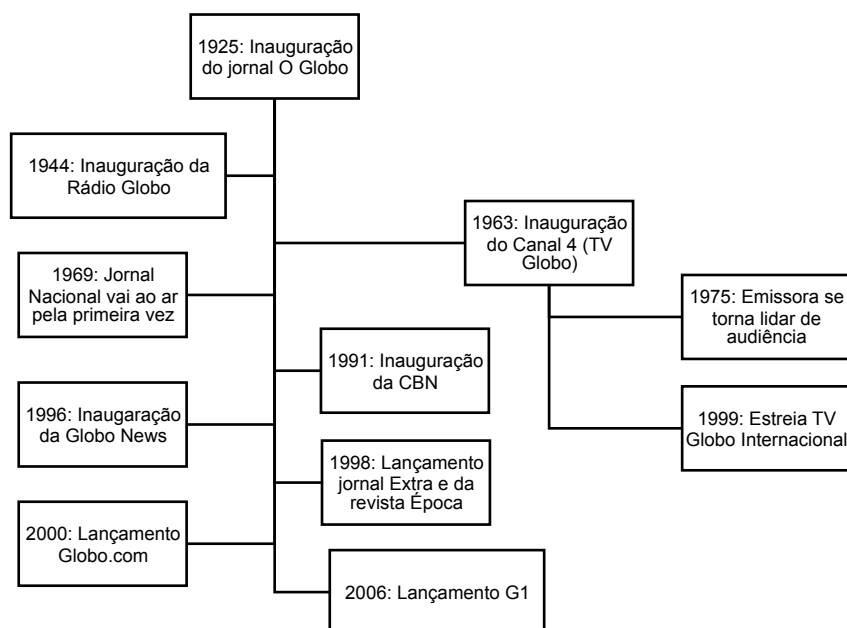 1925: Inauguração
do jornal O Globo
1944: Inauguração da
Rádio Globo
1963: Inauguração
do Canal 4 (TV
Globo)
1969: Jornal
Nacional vai ao ar
pela primeira vez
1975: Emissora se
torna lidar de
audiência
1991: Inauguração
da CBN
1996: Inaugaração
da Globo News
1999: Estreia TV
Globo Internacional
1998: Lançamento
jornal Extra e da
revista Época
2000: Lançamento
Globo.com
2006: Lançamento G1